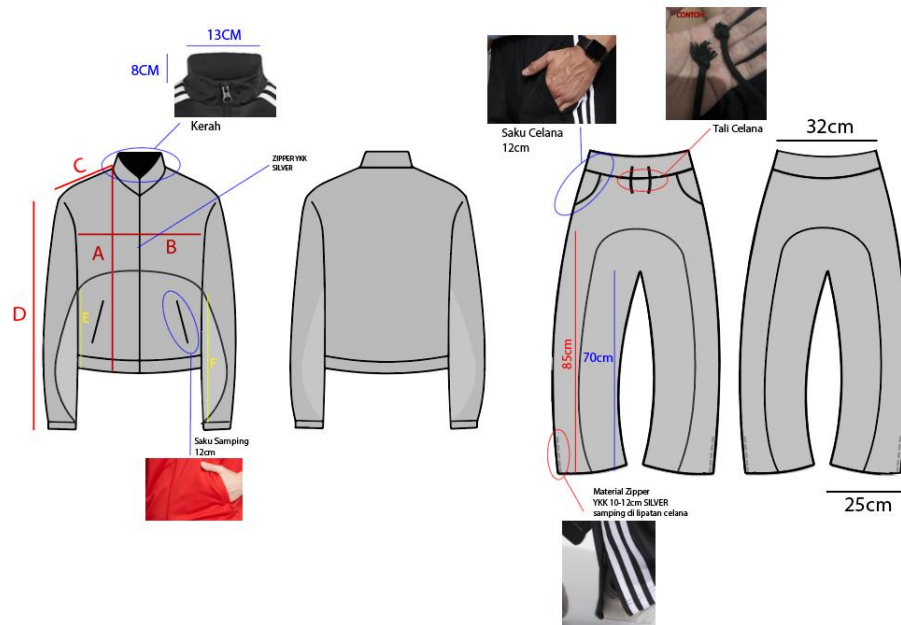 13CM
8CM
Kerah
ZIPPER YKK
SILVER
C
A
B
D
E
F
Saku Samping
12cm
CONTOH
Saku Celana
12cm
Tali Celana
32cm
85cm
70cm
Material Zipper
YKK 10-12cm SILVER
samping di lipatan celana
25cm